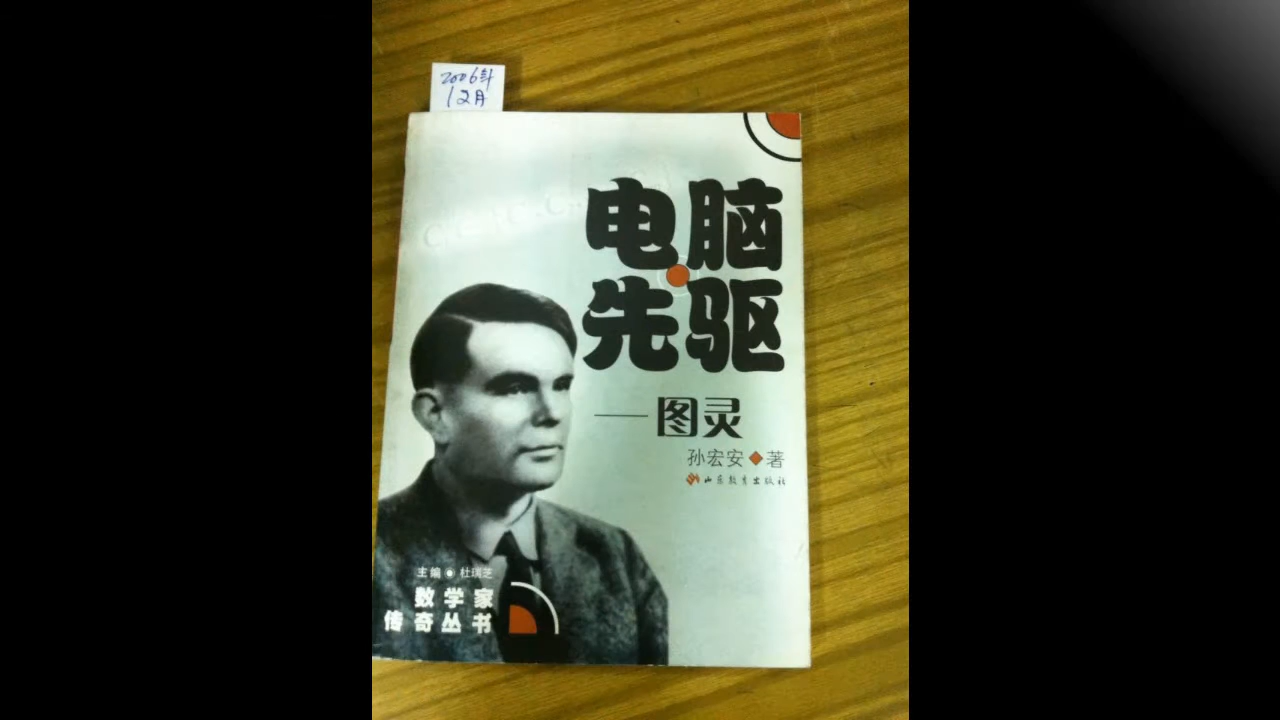 2006年
12月
电脑
先驱
——图灵
孙宏安◆著
山东教育出版社
主编 杜瑞芝
数学家
传奇丛书